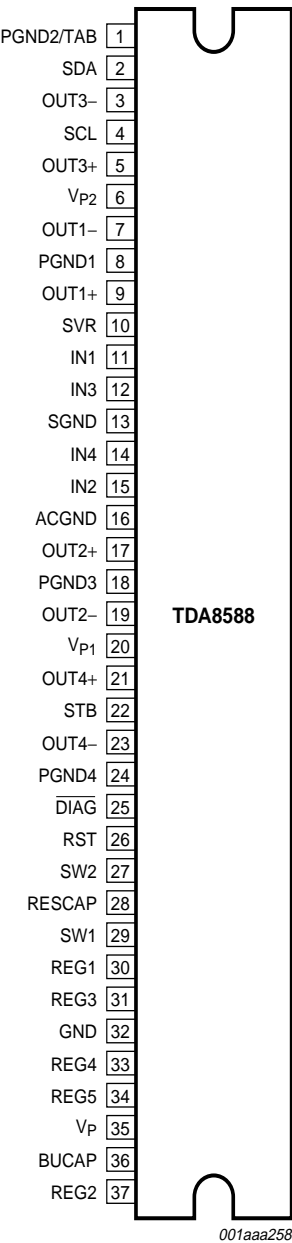 PGND2/TAB 1
SDA 2
OUT3− 3
SCL 4
OUT3+ 5
VP2 6
OUT1− 7
PGND1 8
OUT1+ 9
SVR 10
IN1 11
IN3 12
SGND 13
IN4 14
IN2 15
ACGND 16
OUT2+ 17
PGND3 18
OUT2− 19
TDA8588
VP1 20
OUT4+ 21
STB 22
OUT4− 23
PGND4 24
DIAG 25
RST 26
SW2 27
RESCAP 28
SW1 29
REG1 30
REG3 31
GND 32
REG4 33
REG5 34
VP 35
BUCAP 36
REG2 37
001aaa258